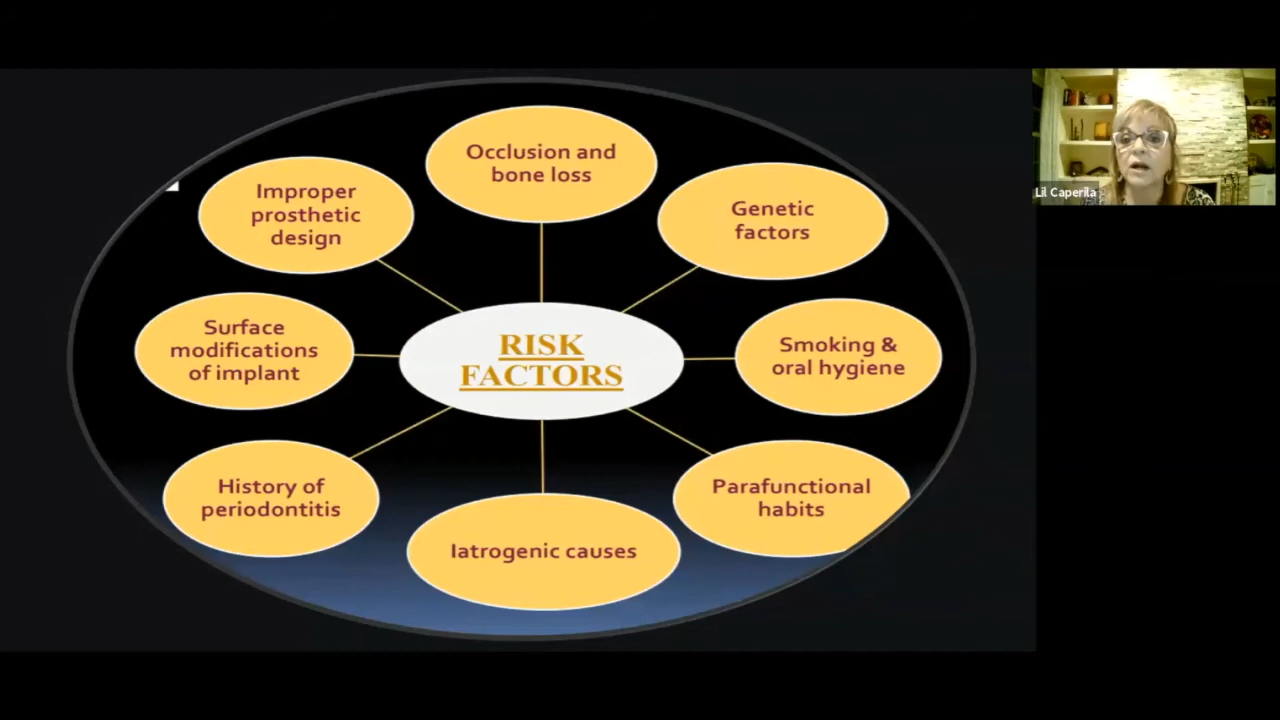 Occlusion and
bone loss
Improper
prosthetic
design
Genetic
factors
Surface
modifications
of implant
RISK
FACTORS
Smoking &
oral hygiene
History of
periodontitis
Parafunctional
habits
Iatrogenic causes
Lil Caperila